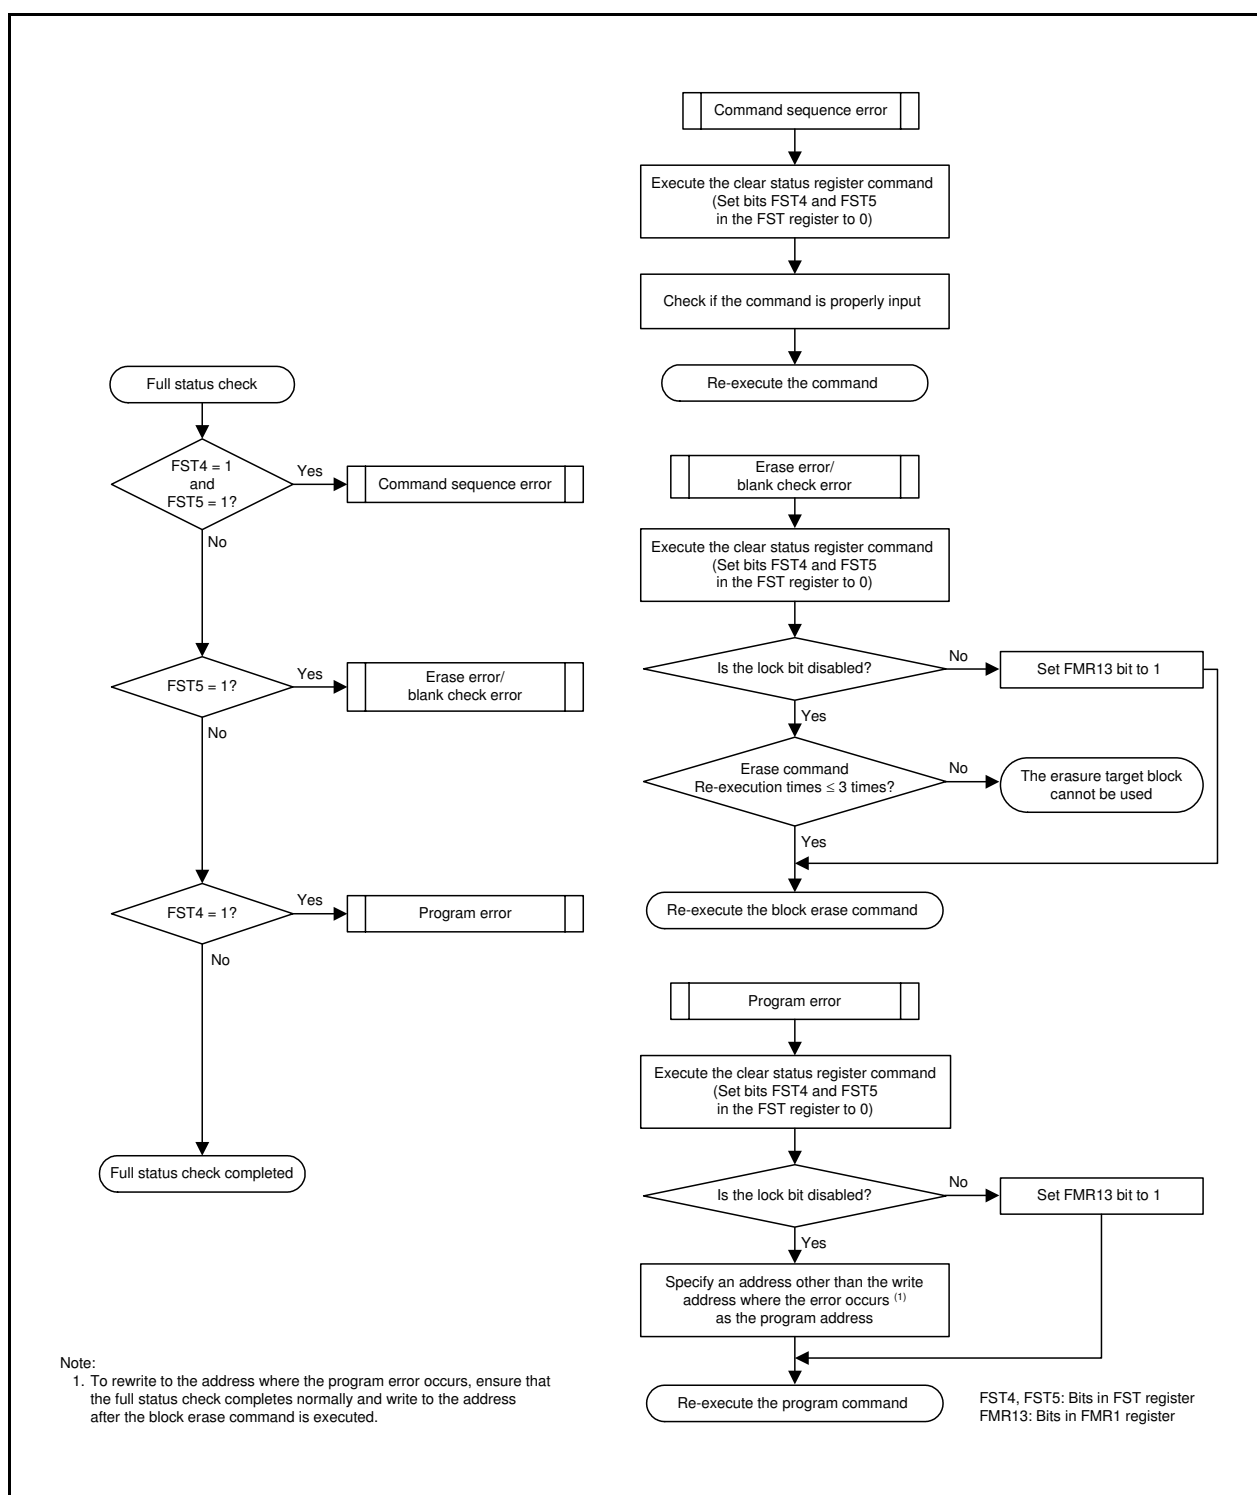 Command sequence error
Execute the clear status register command
(Set bits FST4 and FST5
in the FST register to 0)
Check if the command is properly input
Re-execute the command
Full status check
FST4 = 1
and
FST5 = 1?
Yes
Command sequence error
No
FST5 = 1?
Yes
Erase error/
blank check error
No
FST4 = 1?
Yes
Program error
No
Full status check completed
Erase error/
blank check error
Execute the clear status register command
(Set bits FST4 and FST5
in the FST register to 0)
Is the lock bit disabled?
No
Set FMR13 bit to 1
Yes
Erase command
Re-execution times ≤ 3 times?
No
The erasure target block
cannot be used
Yes
Re-execute the block erase command
Program error
Execute the clear status register command
(Set bits FST4 and FST5
in the FST register to 0)
Is the lock bit disabled?
No
Set FMR13 bit to 1
Yes
Specify an address other than the write
address where the error occurs (1)
as the program address
Re-execute the program command
Note:
1. To rewrite to the address where the program error occurs, ensure that
the full status check completes normally and write to the address
after the block erase command is executed.
FST4, FST5: Bits in FST register
FMR13: Bits in FMR1 register